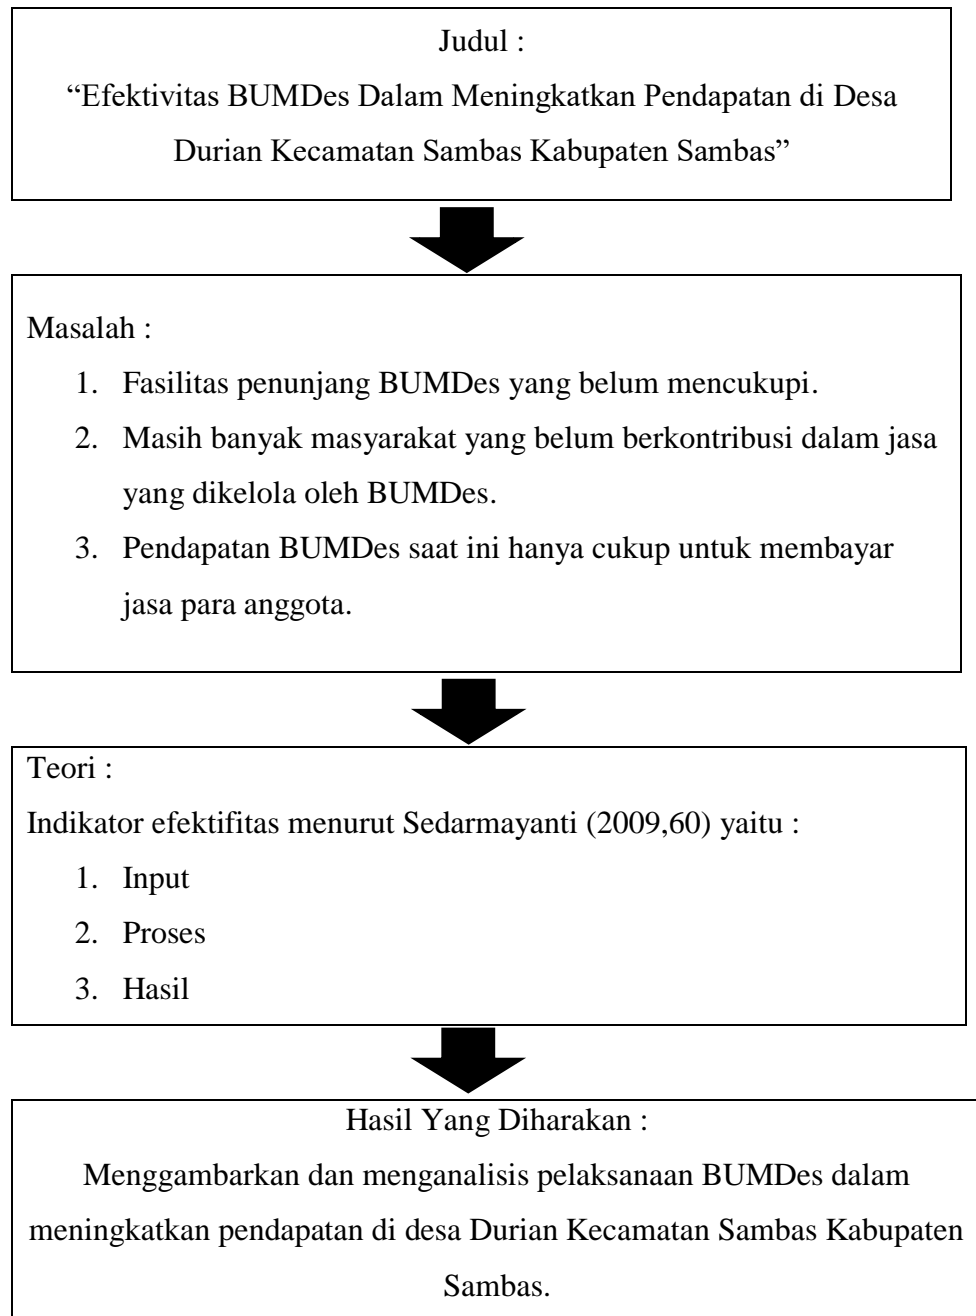 Judul :
“Efektivitas BUMDes Dalam Meningkatkan Pendapatan di Desa
Durian Kecamatan Sambas Kabupaten Sambas”
Masalah :
1. Fasilitas penunjang BUMDes yang belum mencukupi.
2. Masih banyak masyarakat yang belum berkontribusi dalam jasa
yang dikelola oleh BUMDes.
3. Pendapatan BUMDes saat ini hanya cukup untuk membayar
jasa para anggota.
Teori :
Indikator efektifitas menurut Sedarmayanti (2009,60) yaitu :
1. Input
2. Proses
3. Hasil
Hasil Yang Diharakan :
Menggambarkan dan menganalisis pelaksanaan BUMDes dalam
meningkatkan pendapatan di desa Durian Kecamatan Sambas Kabupaten
Sambas.